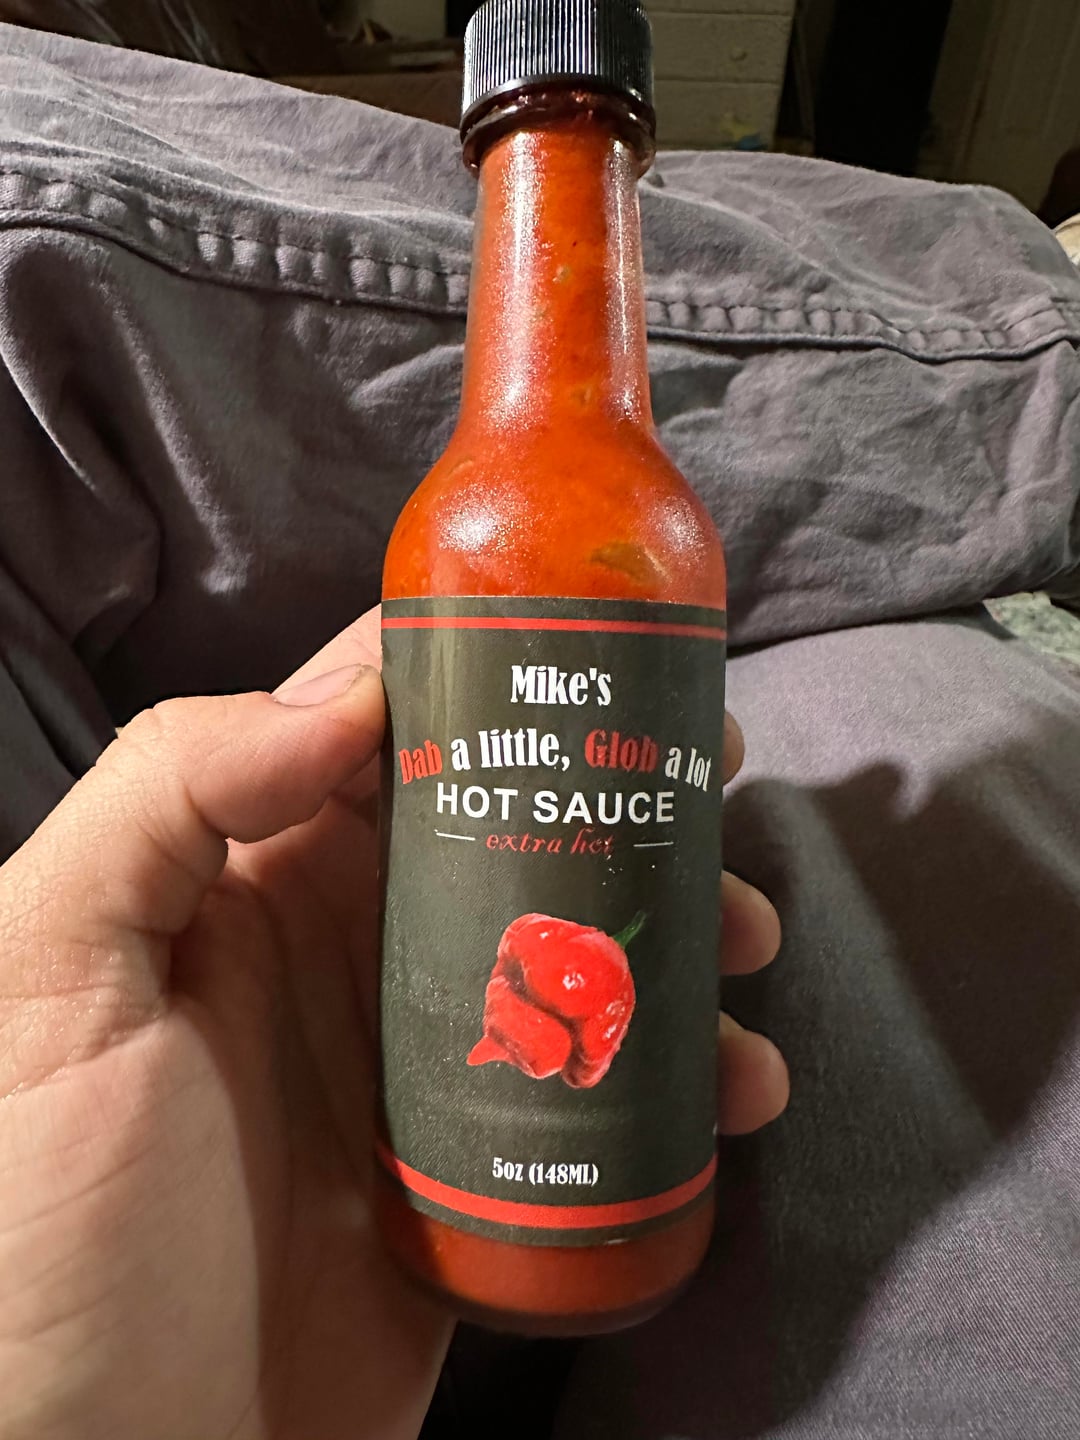 Mike's
Dab a little, Glob a lot
HOT SAUCE
extra hot
5oz (148ML)